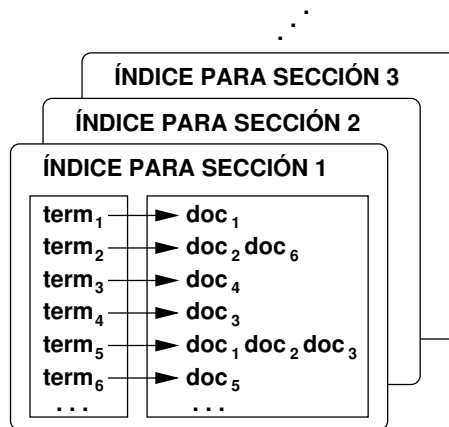 ÍNDICE PARA SECCIÓN 3
ÍNDICE PARA SECCIÓN 2
ÍNDICE PARA SECCIÓN 1
term₁ doc₁
term₂ doc₂ doc₆
term₃ doc₄
term₄ doc₃
term₅ doc₁ doc₂ doc₃
term₆ doc₅
... ...